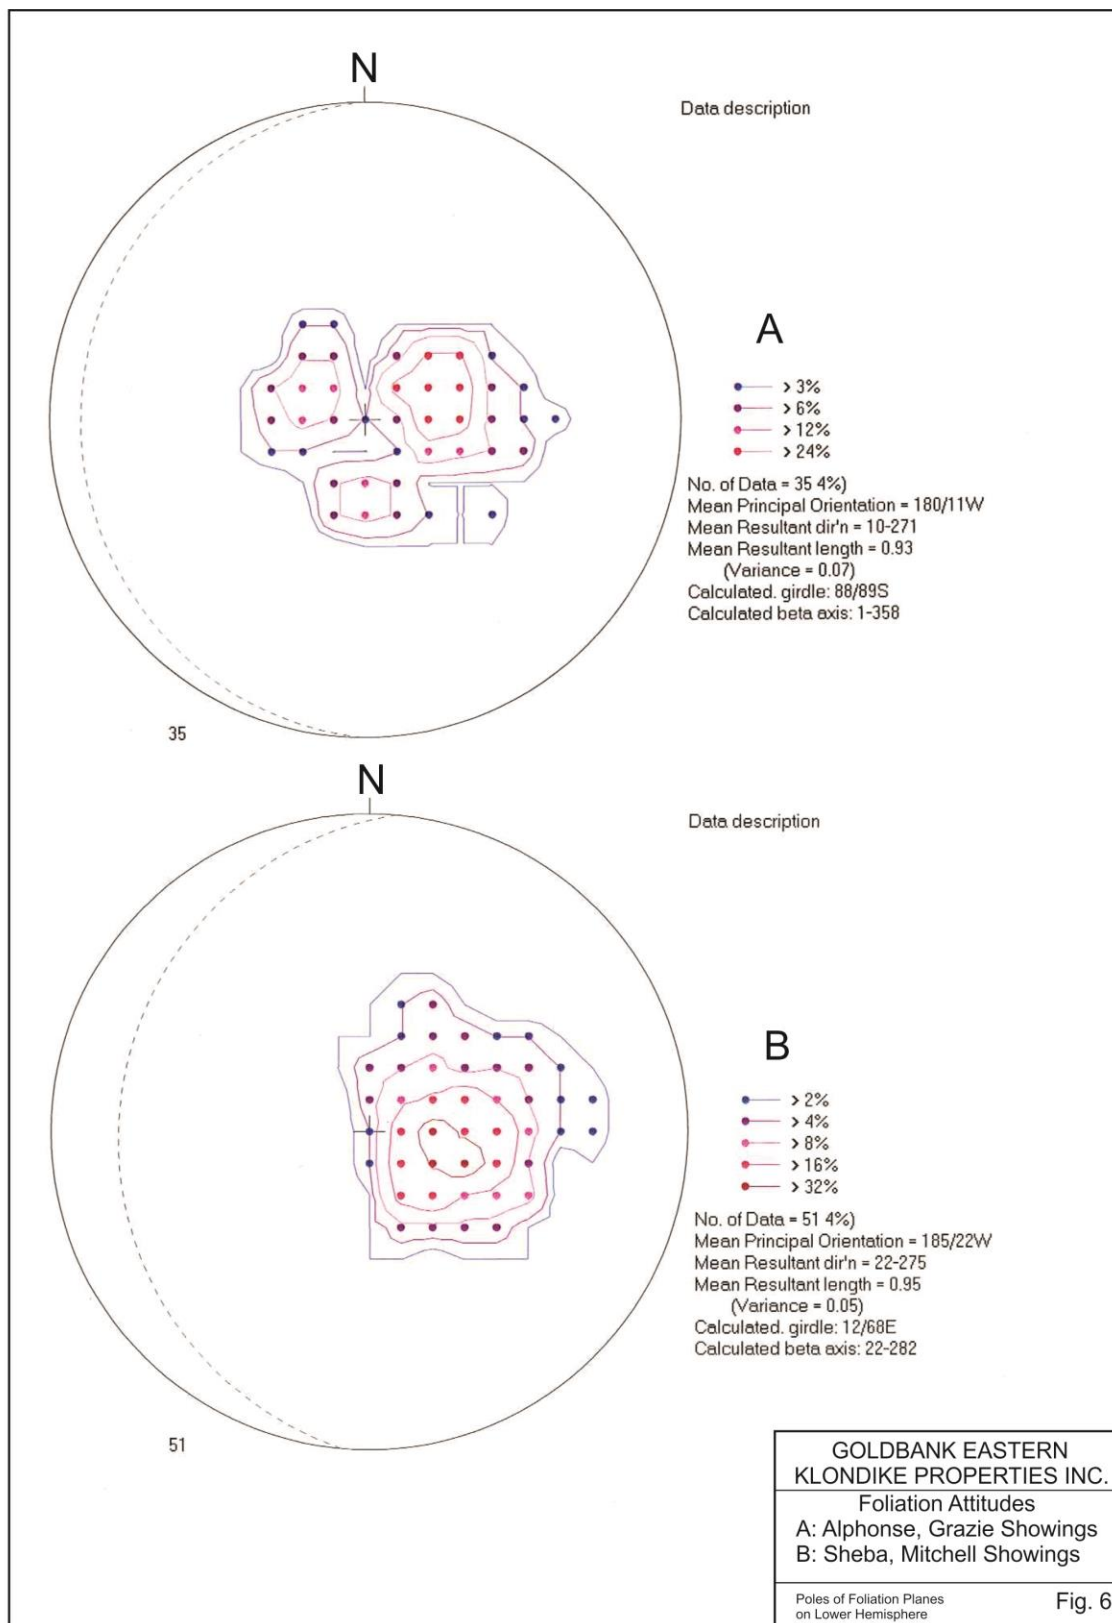 N
Data description
A
> 3%
> 6%
> 12%
> 24%
No. of Data = 35 4%)
Mean Principal Orientation = 180/11W
Mean Resultant dir'n = 10-271
Mean Resultant length = 0.93
(Variance = 0.07)
Calculated. girdle: 88/89S
Calculated beta axis: 1-358
35
N
Data description
B
> 2%
> 4%
> 8%
> 16%
> 32%
No. of Data = 51 4%)
Mean Principal Orientation = 185/22W
Mean Resultant dir'n = 22-275
Mean Resultant length = 0.95
(Variance = 0.05)
Calculated. girdle: 12/68E
Calculated beta axis: 22-282
51
GOLDBANK EASTERN
KLONDIKE PROPERTIES INC.
Foliation Attitudes
A: Alphonse, Grazie Showings
B: Sheba, Mitchell Showings
Poles of Foliation Planes
on Lower Hemisphere
Fig. 6